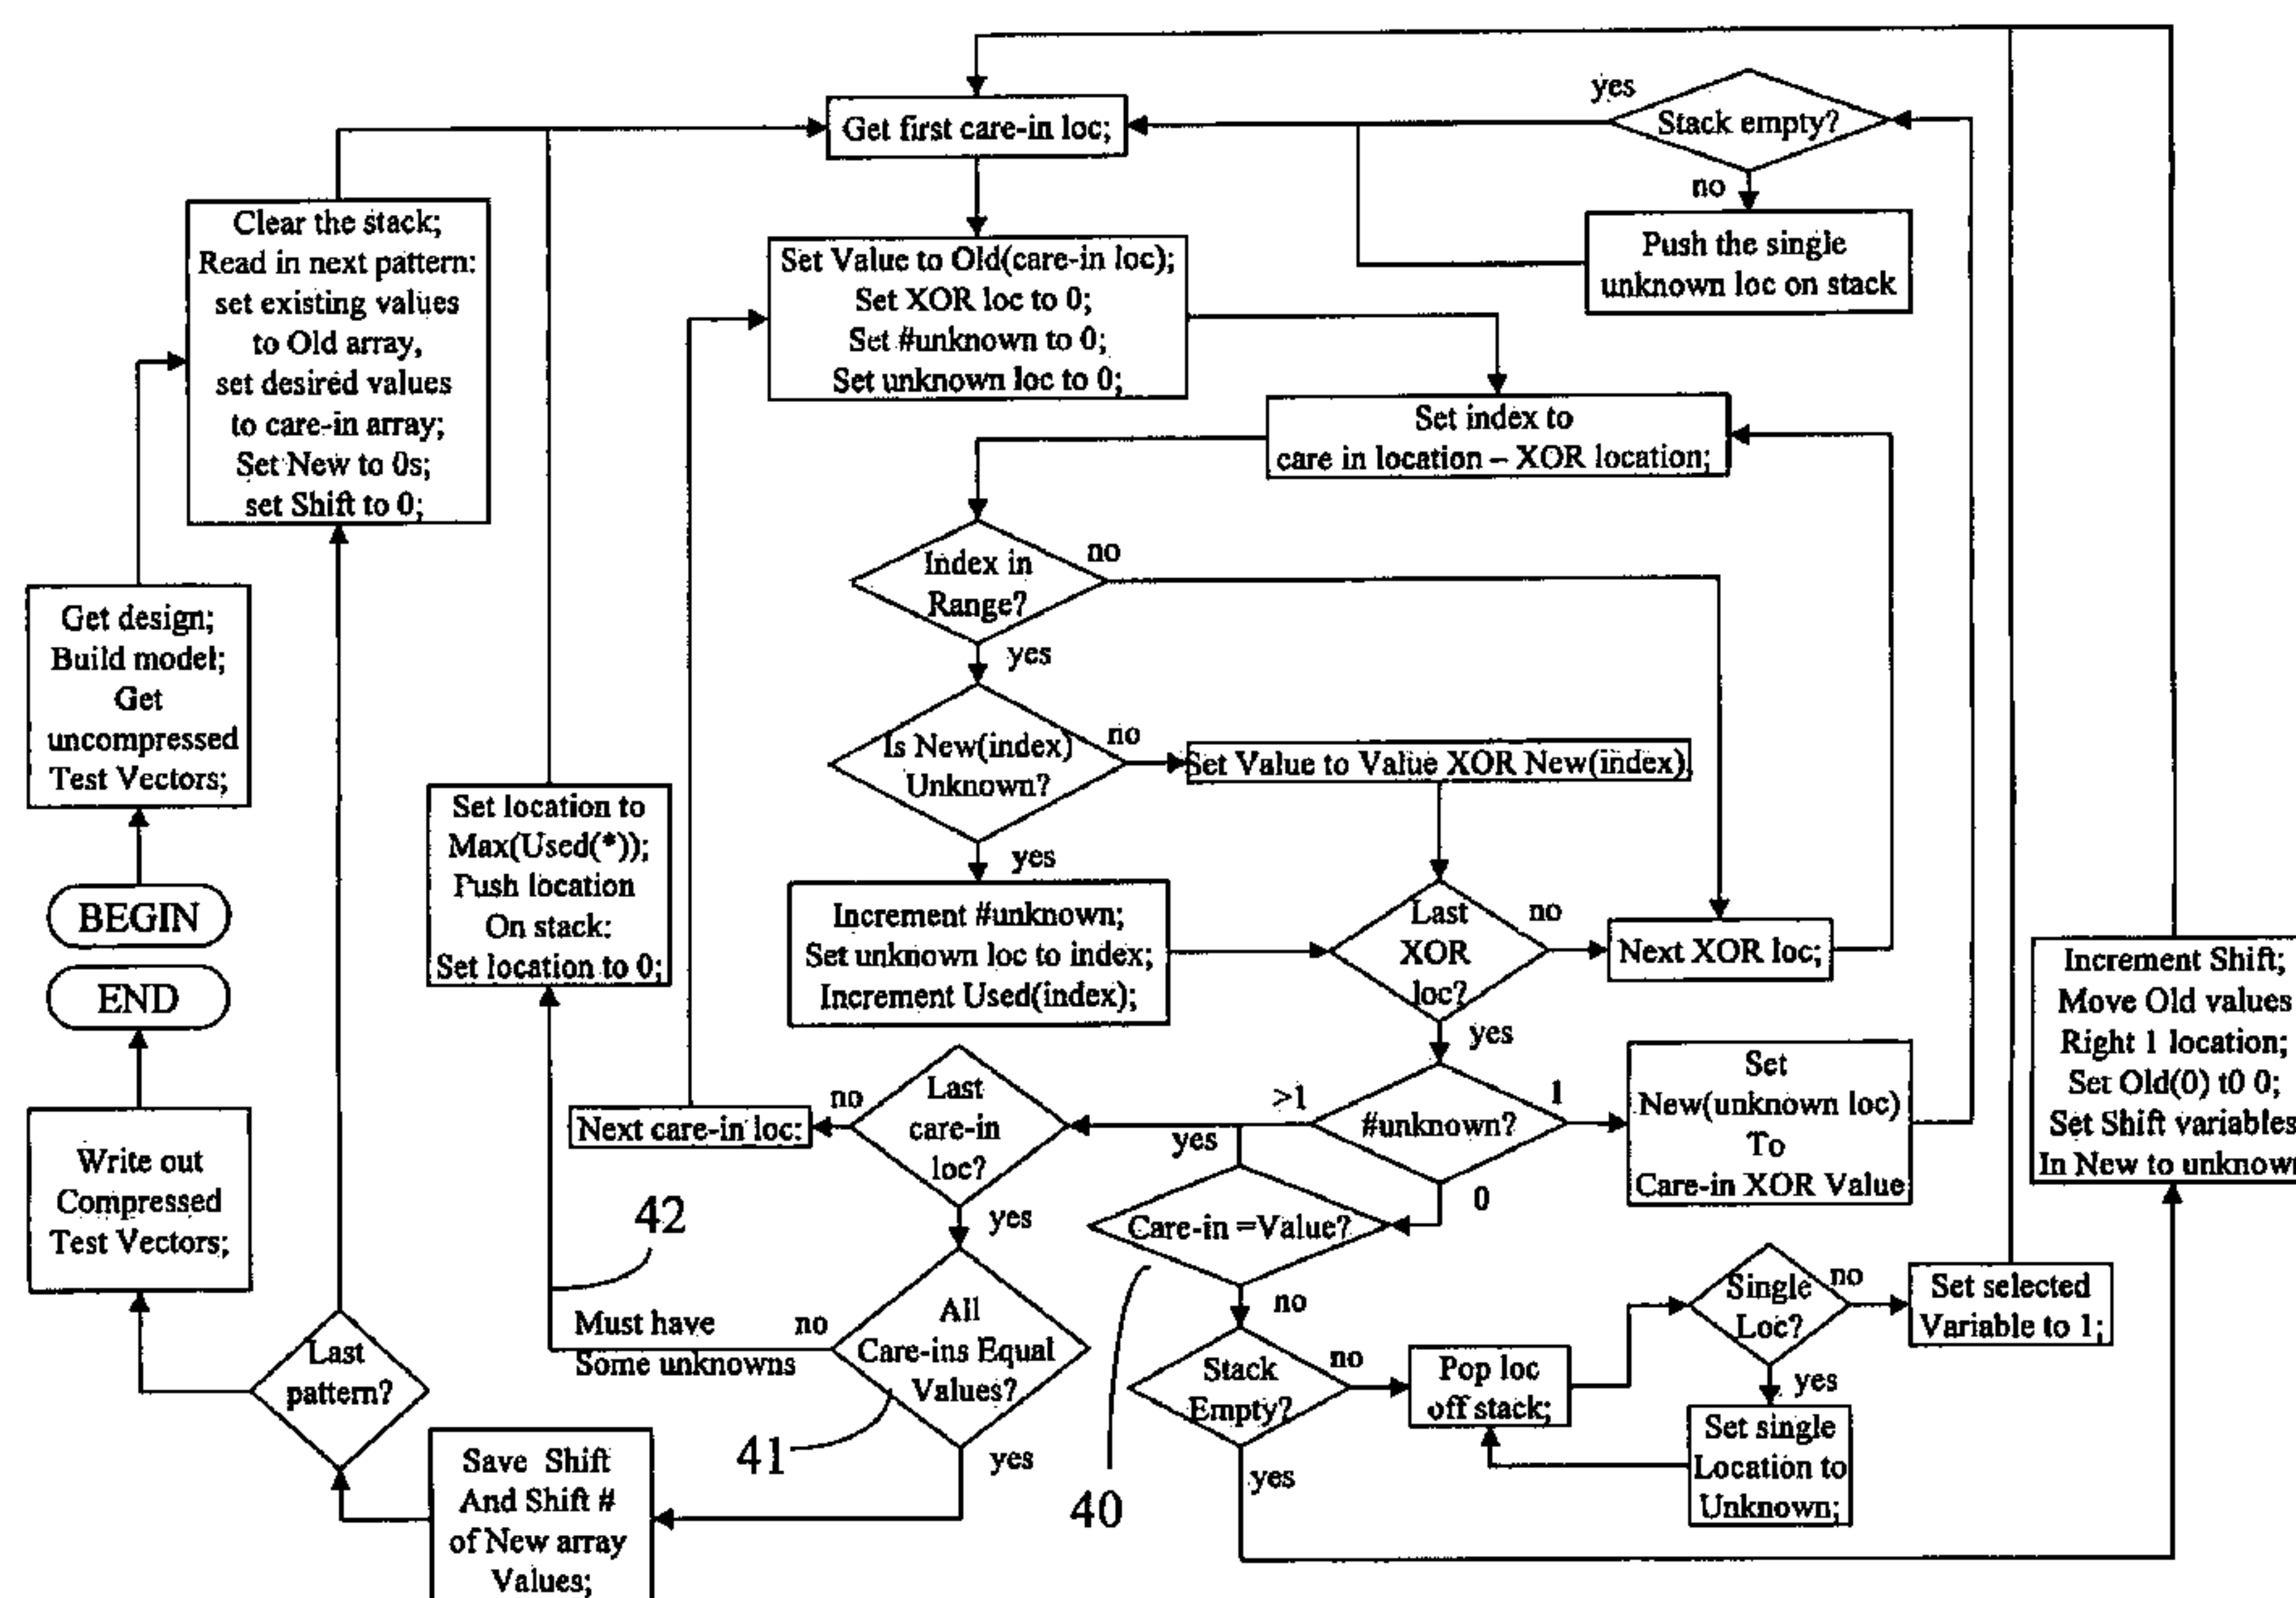 yes
Stack empty?
Get first care-in loc;
no
Push the single
unknown loc on stack
Clear the stack;
Read in next pattern:
set existing values
to Old array,
set desired values
to care-in array;
Set New to 0s;
set Shift to 0;
Set Value to Old(care-in loc);
Set XOR loc to 0;
Set #unknown to 0;
Set unknown loc to 0;
Set index to
care in location – XOR location;
Index in
Range?
no
yes
Get design;
Build model;
Get
uncompressed
Test Vectors;
Is New(index)
Unknown?
no
Set Value to Value XOR New(index),
yes
Set location to
Max(Used(*));
Push location
On stack:
Set location to 0;
BEGIN
END
Increment #unknown;
Set unknown loc to index;
Increment Used(index);
Last
XOR
loc?
no
Next XOR loc;
yes
Increment Shift;
Move Old values
Right 1 location;
Set Old(0) t0 0;
Set Shift variables
In New to unknown
Write out
Compressed
Test Vectors;
Next care-in loc:
no
Last
care-in
loc?
yes
>1
#unknown?
1
0
Set
New(unknown loc)
To
Care-in XOR Value
yes
Care-in =Value?
no
42
Must have
Some unknowns
no
All
Care-ins Equal
Values?
yes
41
40
Stack
Empty?
no
yes
Pop loc
off stack;
Single
Loc?
no
yes
Set selected
Variable to 1;
Set single
Location to
Unknown;
Last
pattern?
Save Shift
And Shift #
of New array
Values;